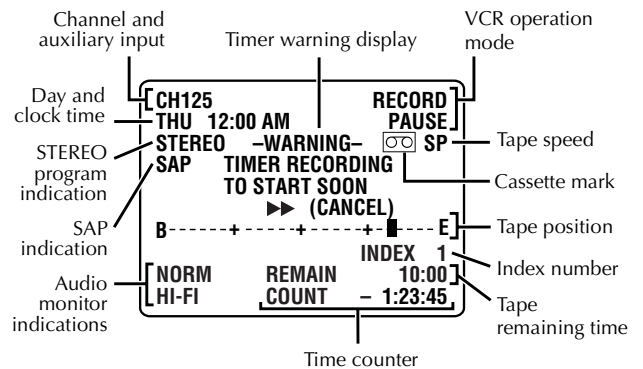 Channel and
auxiliary input
Timer warning display
VCR operation
mode
Day and
clock time
STEREO
program
indication
SAP
indication
Audio
monitor
indications
CH125
THU 12:00 AM
STEREO
SAP
–WARNING–
TIMER RECORDING
TO START SOON
(CANCEL)
RECORD
PAUSE
SP
B
E
INDEX 1
NORM
HI-FI
REMAIN 10:00
COUNT – 1:23:45
Tape speed
Cassette mark
Tape position
Index number
Tape
remaining time
Time counter